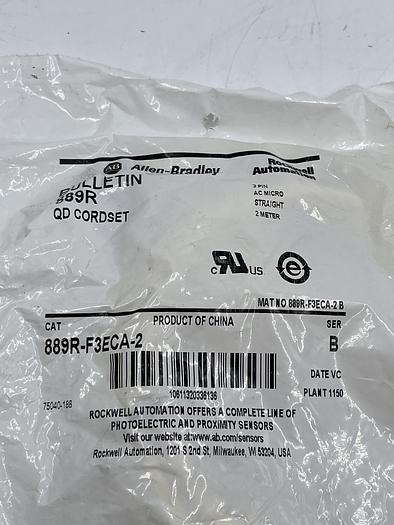 AB Allen-Bradley
Rockwell Automation
BULLETIN
889R
QD CORDSET
3 PIN
AC MICRO
STRAIGHT
2 METER
c RU US
e
MAT NO 889R-F3ECA-2 B
CAT
PRODUCT OF CHINA
SER
889R-F3ECA-2
B
DATE VC
10611320336136
PLANT 1150
75040-188
ROCKWELL AUTOMATION OFFERS A COMPLETE LINE OF
PHOTOELECTRIC AND PROXIMITY SENSORS
Visit our website at:www.ab.com/sensors
Rockwell Automation, 1201 S 2nd St, Milwaukee, WI 53204, USA